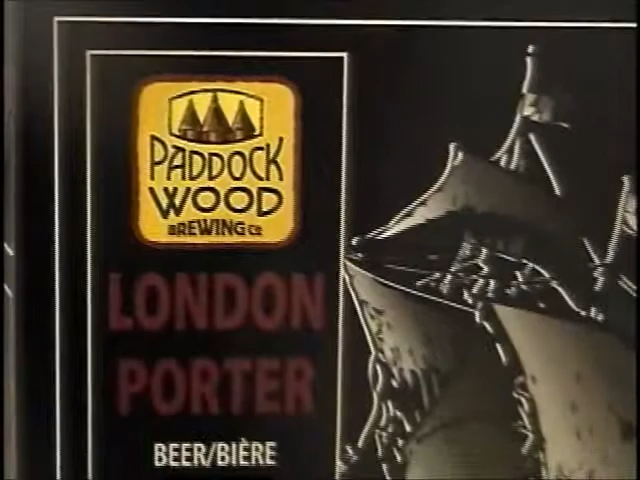 PADDOCK
WOOD
BREWING CO
LONDON
PORTER
BEER/BIÈRE